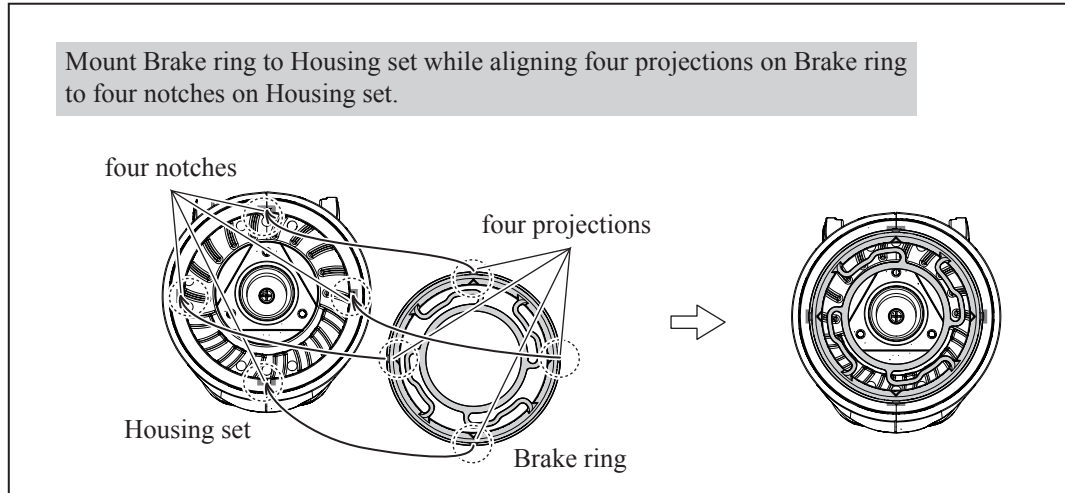 Mount Brake ring to Housing set while aligning four projections on Brake ring
to four notches on Housing set.
four notches
four projections
Housing set
Brake ring